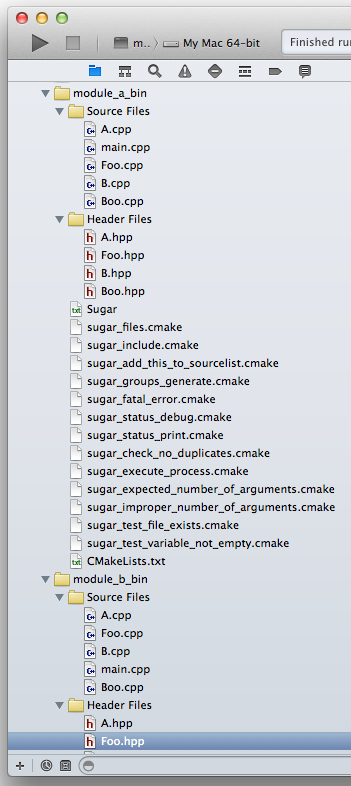 m.. My Mac 64-bit Finished ru
module_a_bin
Source Files
A.cpp
main.cpp
Foo.cpp
B.cpp
Boo.cpp
Header Files
A.hpp
Foo.hpp
B.hpp
Boo.hpp
Sugar
sugar_files.cmake
sugar_include.cmake
sugar_add_this_to_sourcelist.cmake
sugar_groups_generate.cmake
sugar_fatal_error.cmake
sugar_status_debug.cmake
sugar_status_print.cmake
sugar_check_no_duplicates.cmake
sugar_execute_process.cmake
sugar_expected_number_of_arguments.cmake
sugar_improper_number_of_arguments.cmake
sugar_test_file_exists.cmake
sugar_test_variable_not_empty.cmake
CMakeLists.txt
module_b_bin
Source Files
A.cpp
Foo.cpp
B.cpp
main.cpp
Boo.cpp
Header Files
A.hpp
Foo.hpp